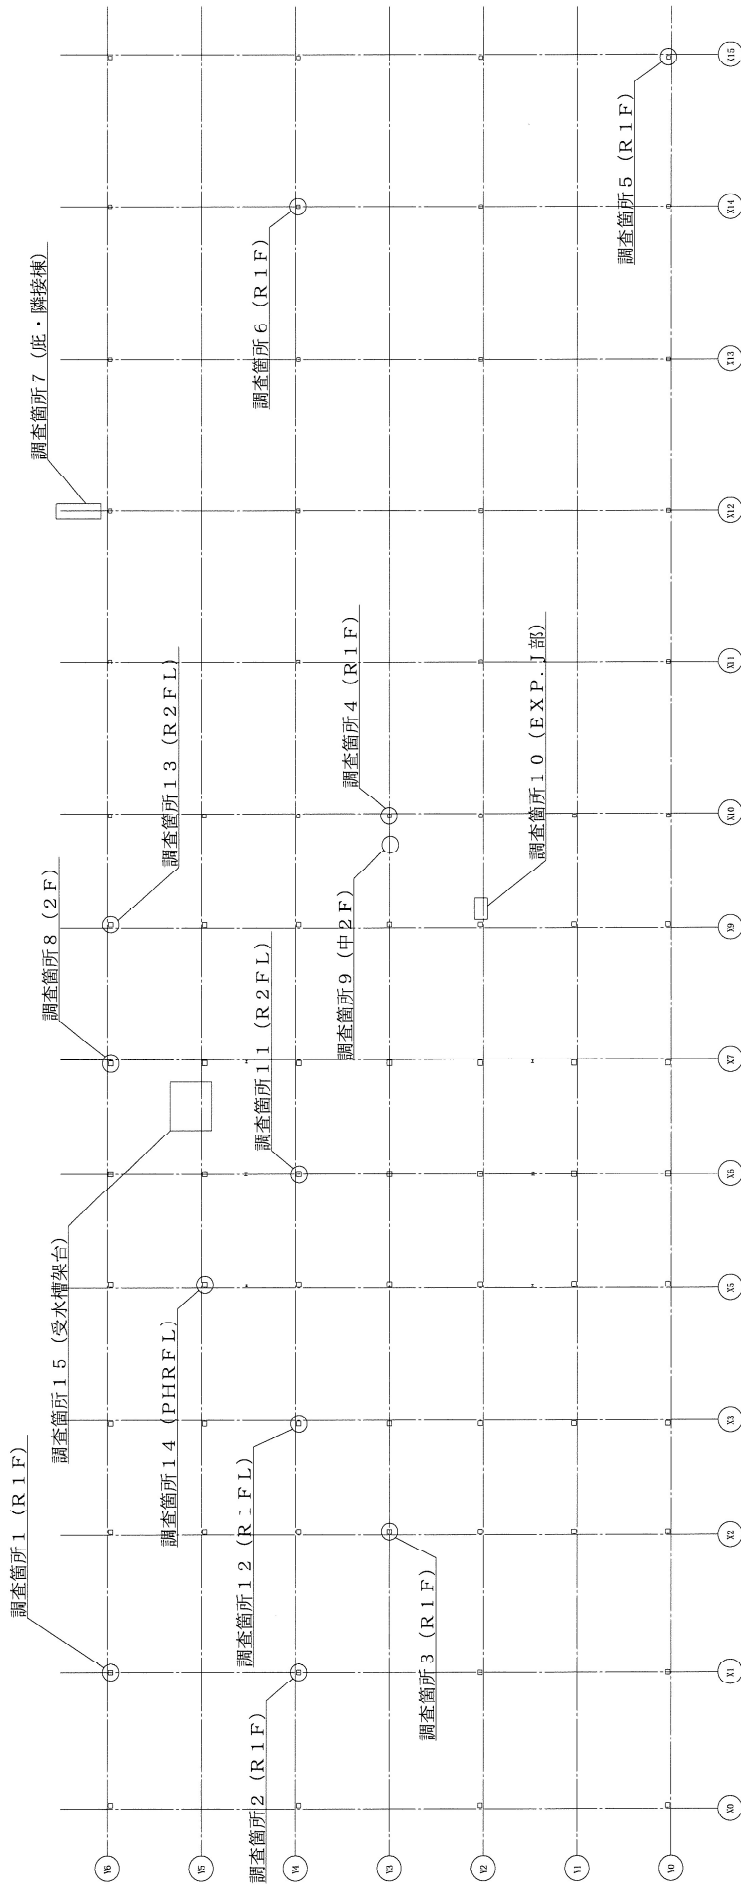 調査箇所1 (R1F)
調査箇所2 (R1F)
調査箇所3 (R1F)
調査箇所4 (R1F)
調査箇所5 (R1F)
調査箇所6 (R1F)
調査箇所7 (庇・隣接棟)
調査箇所8 (2F)
調査箇所9 (中2F)
調査箇所10 (EXP.J部)
調査箇所11 (R2FL)
調査箇所12
調査箇所13 (R2FL)
調査箇所14 (PHRFL)
調査箇所15 (受水槽架台)
Y6
Y5
Y4
Y3
Y2
Y1
Y0
X0
X1
X2
X3
X5
X6
X7
X9
X10
X11
X12
X13
X14
X15